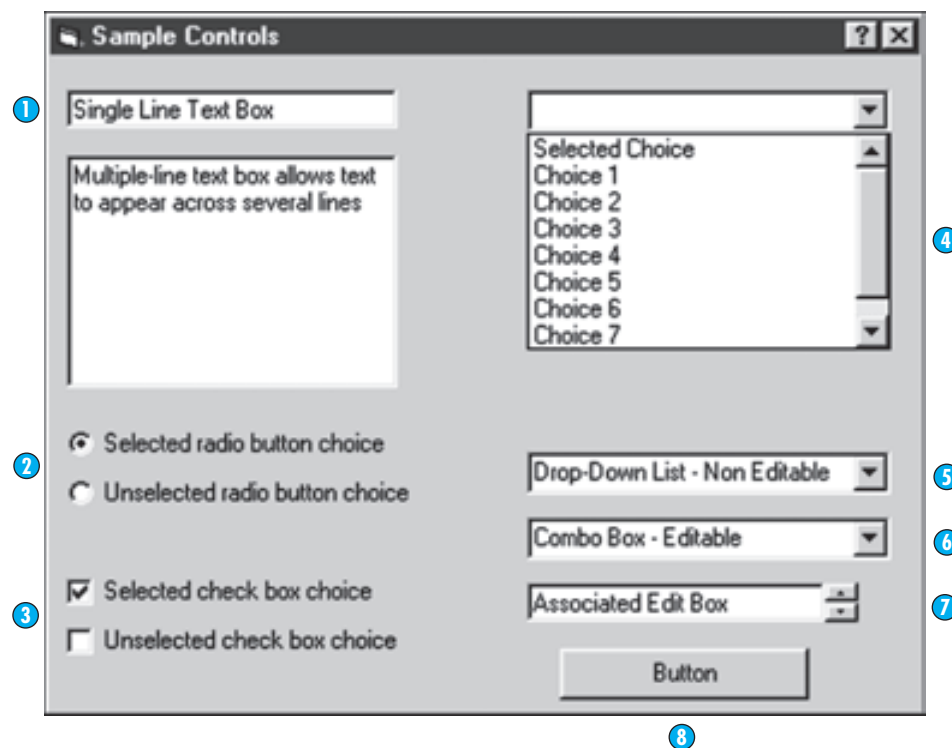 Sample Controls
1
Single Line Text Box
Multiple-line text box allows text
to appear across several lines
2
Selected radio button choice
Unselected radio button choice
3
Selected check box choice
Unselected check box choice
Selected Choice
Choice 1
Choice 2
Choice 3
Choice 4
Choice 5
Choice 6
Choice 7
4
Drop-Down List - Non Editable
5
Combo Box - Editable
6
Associated Edit Box
7
Button
8